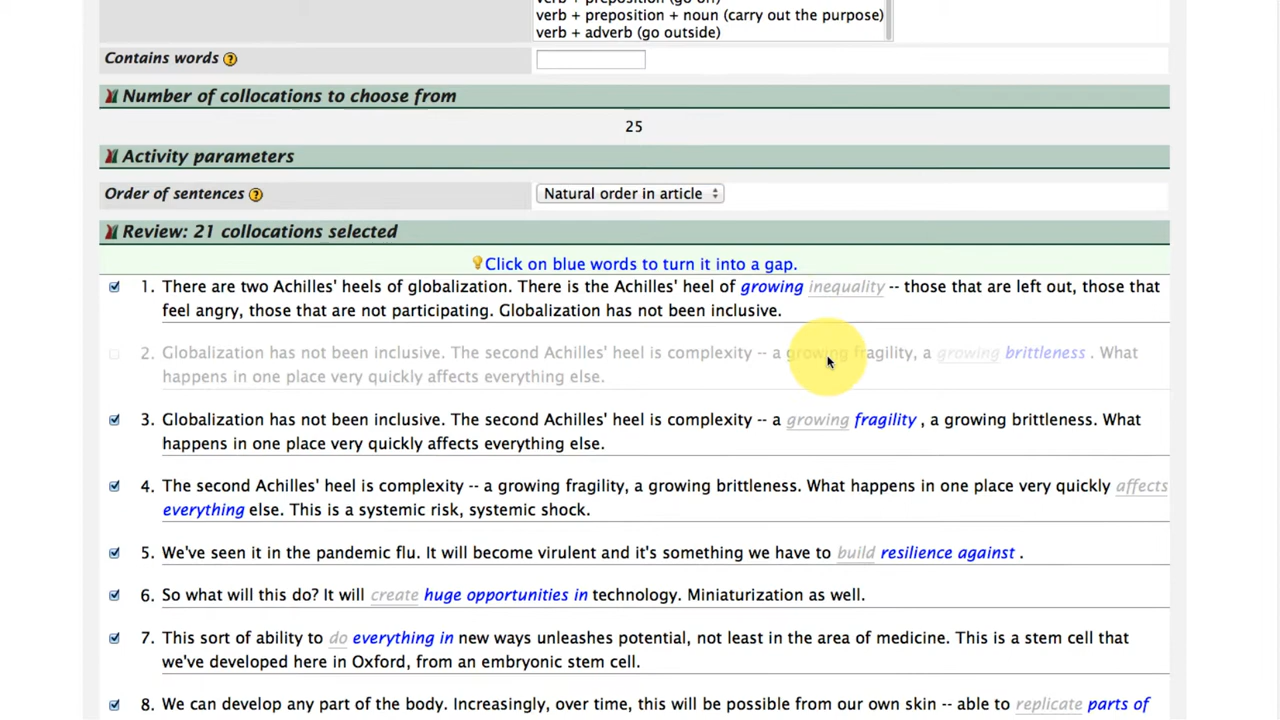 verb + preposition (go off)
verb + preposition + noun (carry out the purpose)
verb + adverb (go outside)
Contains words ?
Number of collocations to choose from
25
Activity parameters
Order of sentences ? Natural order in article
Review: 21 collocations selected
Click on blue words to turn it into a gap.
1. There are two Achilles' heels of globalization. There is the Achilles' heel of growing inequality -- those that are left out, those that
feel angry, those that are not participating. Globalization has not been inclusive.
2. Globalization has not been inclusive. The second Achilles' heel is complexity -- a growing fragility, a growing brittleness . What
happens in one place very quickly affects everything else.
3. Globalization has not been inclusive. The second Achilles' heel is complexity -- a growing fragility , a growing brittleness. What
happens in one place very quickly affects everything else.
4. The second Achilles' heel is complexity -- a growing fragility, a growing brittleness. What happens in one place very quickly affects
everything else. This is a systemic risk, systemic shock.
5. We've seen it in the pandemic flu. It will become virulent and it's something we have to build resilience against .
6. So what will this do? It will create huge opportunities in technology. Miniaturization as well.
7. This sort of ability to do everything in new ways unleashes potential, not least in the area of medicine. This is a stem cell that
we've developed here in Oxford, from an embryonic stem cell.
8. We can develop any part of the body. Increasingly, over time, this will be possible from our own skin -- able to replicate parts of